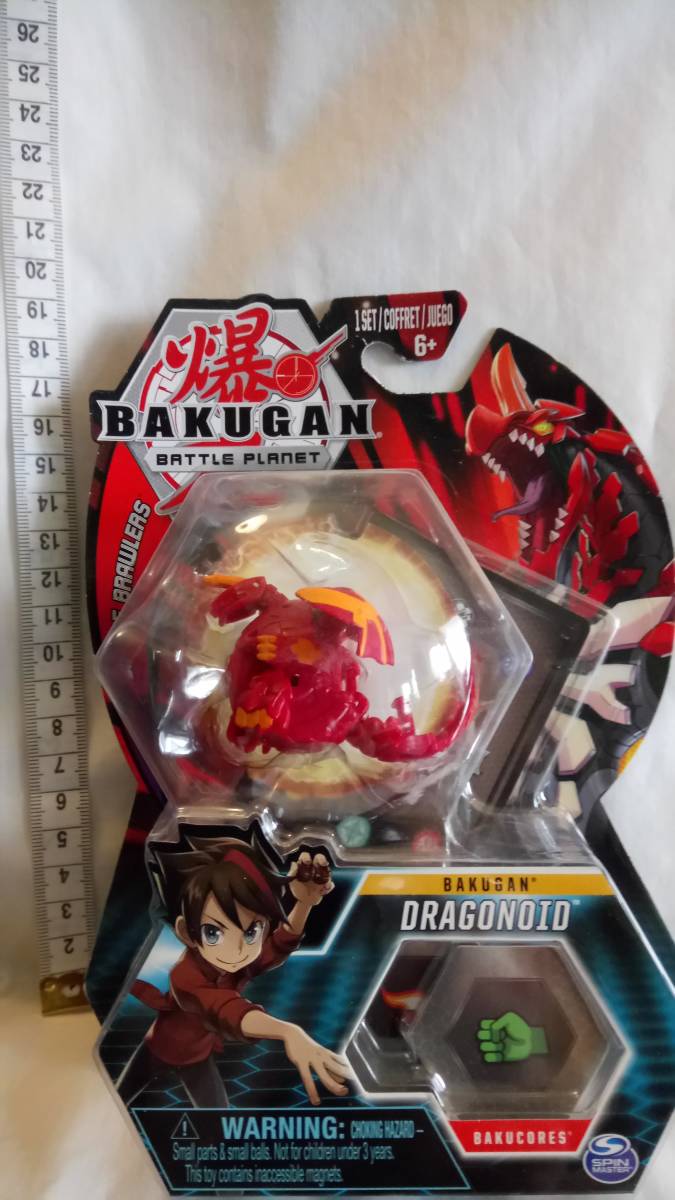 26
25
24
23
22
21
20
19
18
17
16
15
14
13
12
11
10
9
8
7
6
5
4
3
2
1 SET / COFFRET / JUEGO
6+
爆
BAKUGAN®
BATTLE PLANET
BRAWLERS
BAKUGAN®
DRAGONOID™
BAKUCORES®
WARNING: CHOKING HAZARD –
Small parts & small balls. Not for children under 3 years.
This toy contains inaccessible magnets.
SPIN
MASTER™